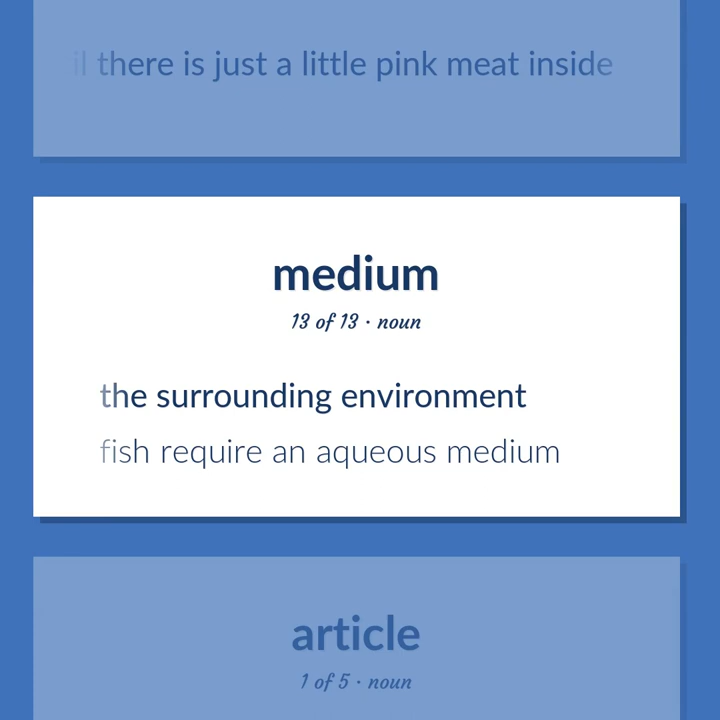 there is just a little pink meat inside
medium
13 of 13 · noun
the surrounding environment
fish require an aqueous medium
article
1 of 5 · noun